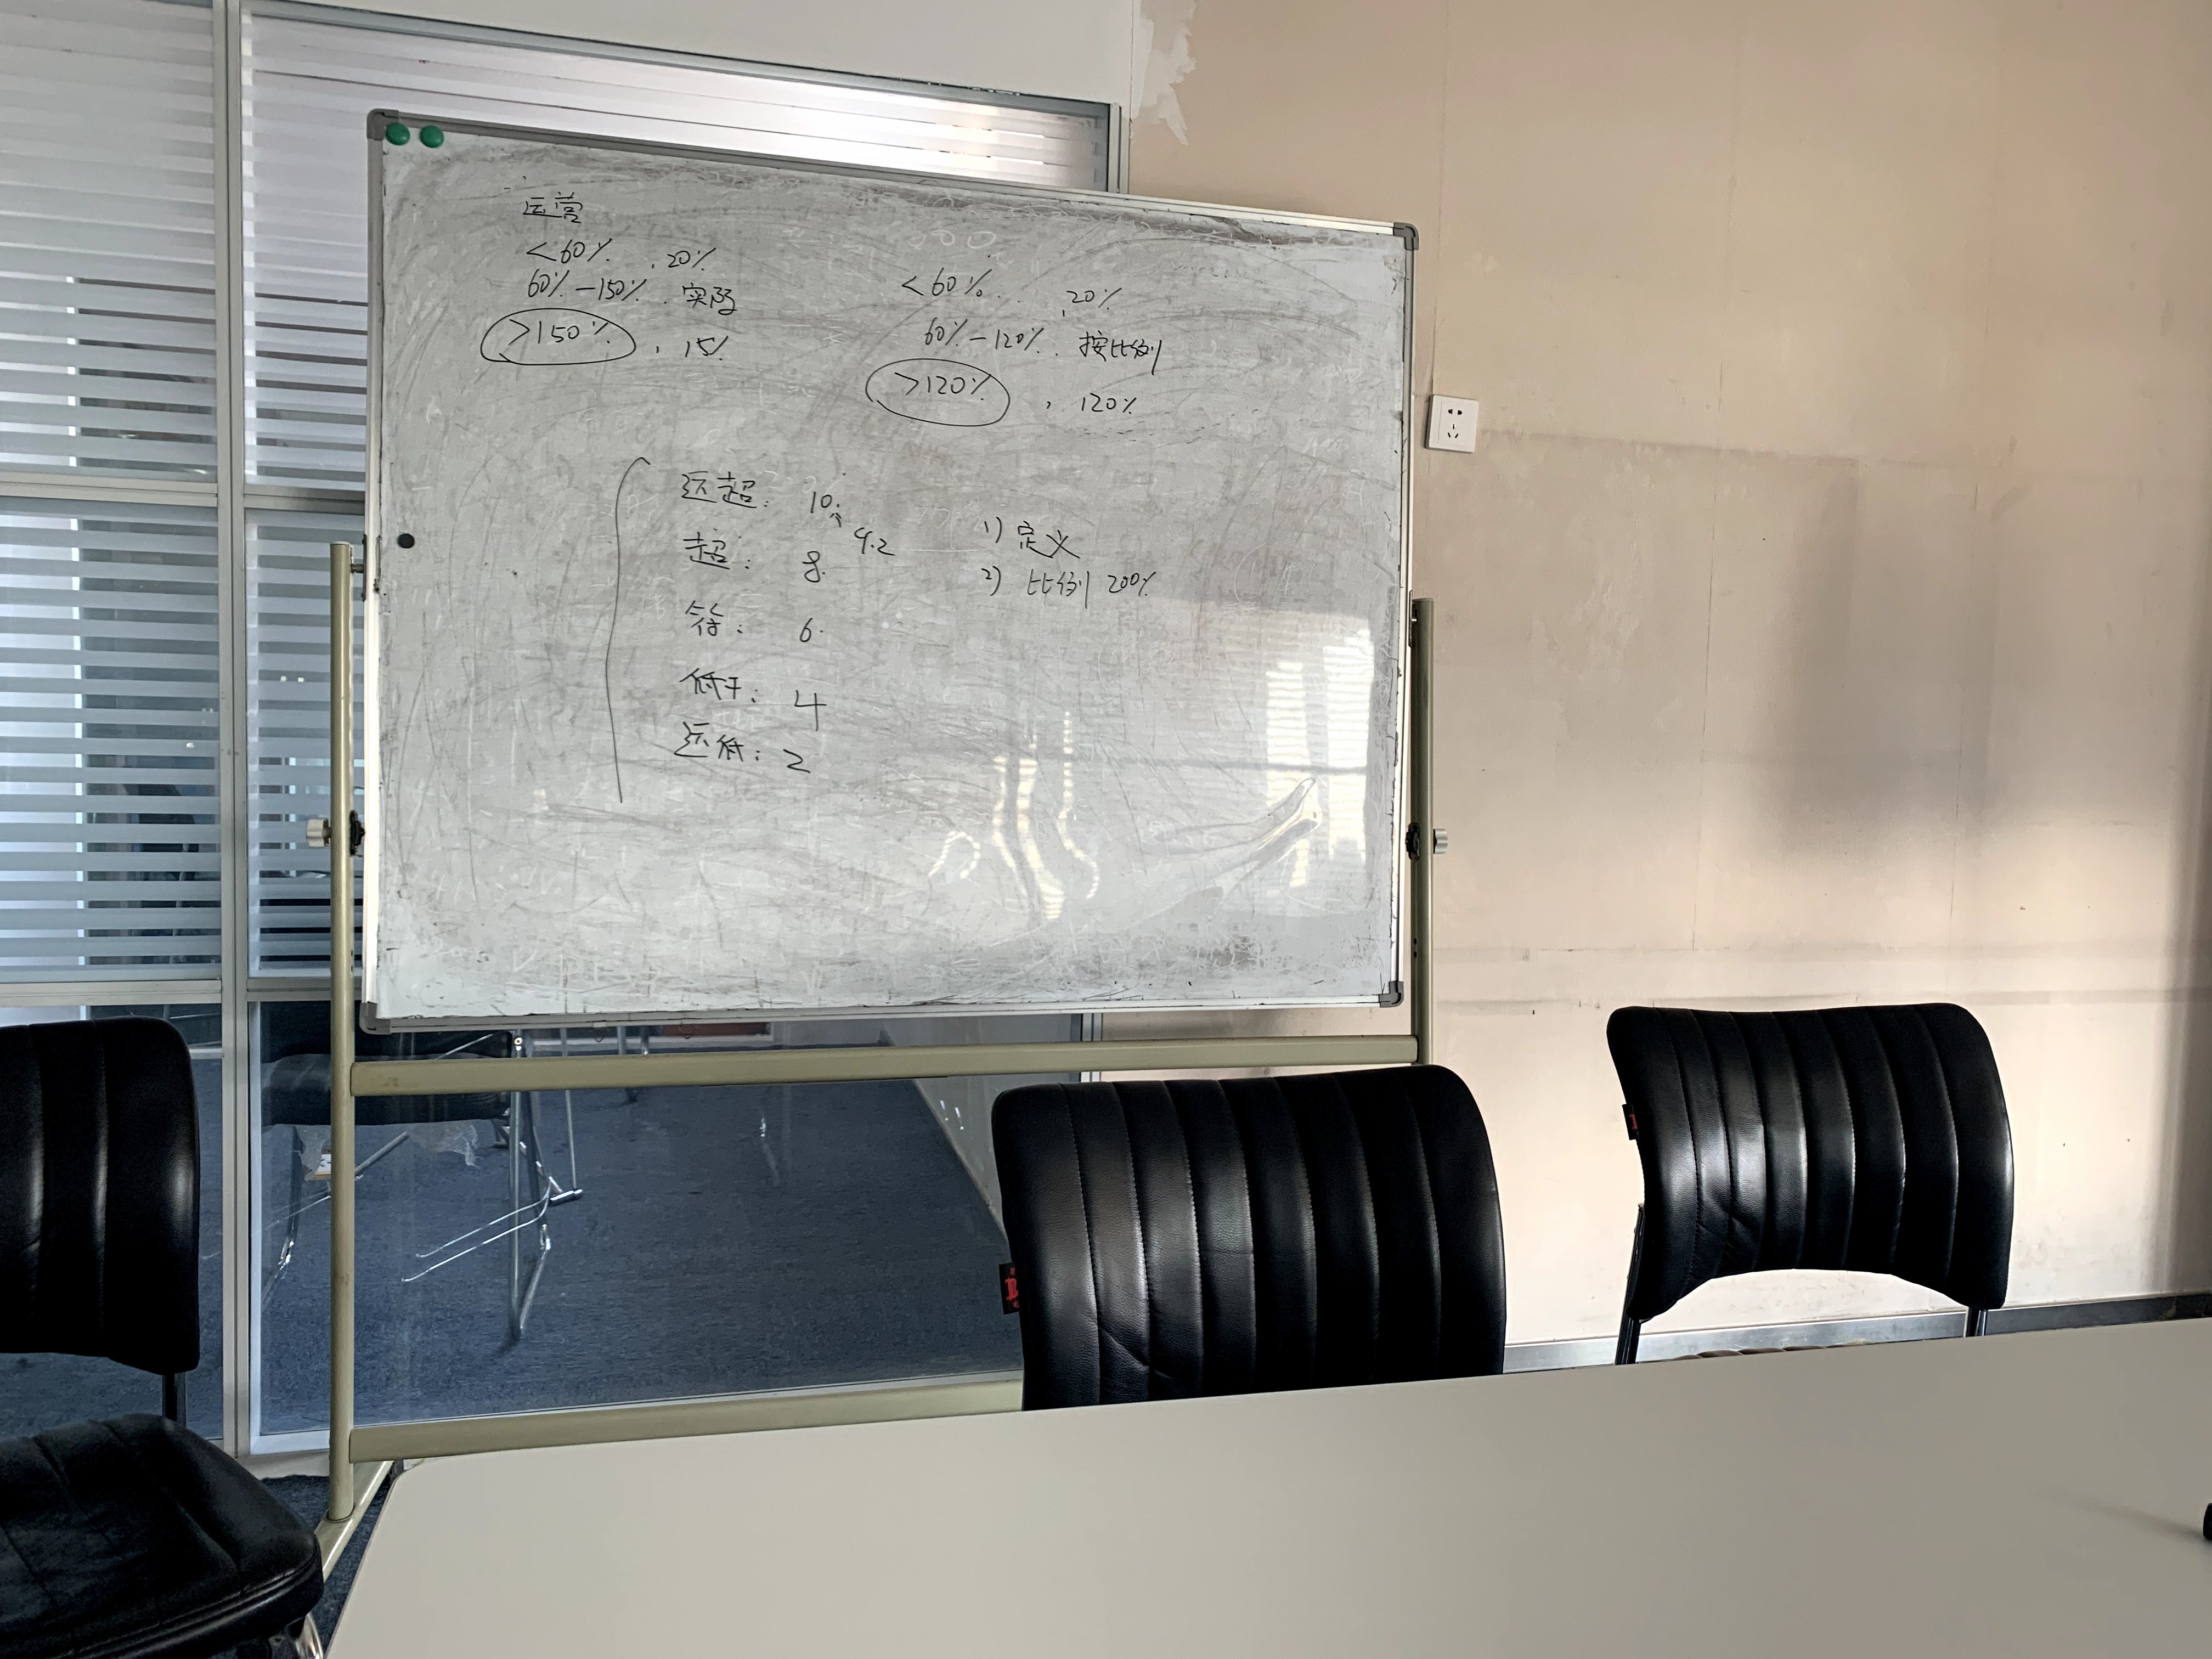 运营
<60%, 20%
60%-150%, 实际
>150%, 15%
<60%, 20%
60%-120%, 按比例
>120%, 120%
远超: 10
9.2
超: 8
符: 6
低于: 4
远低: 2
1) 定义
2) 比例 200%